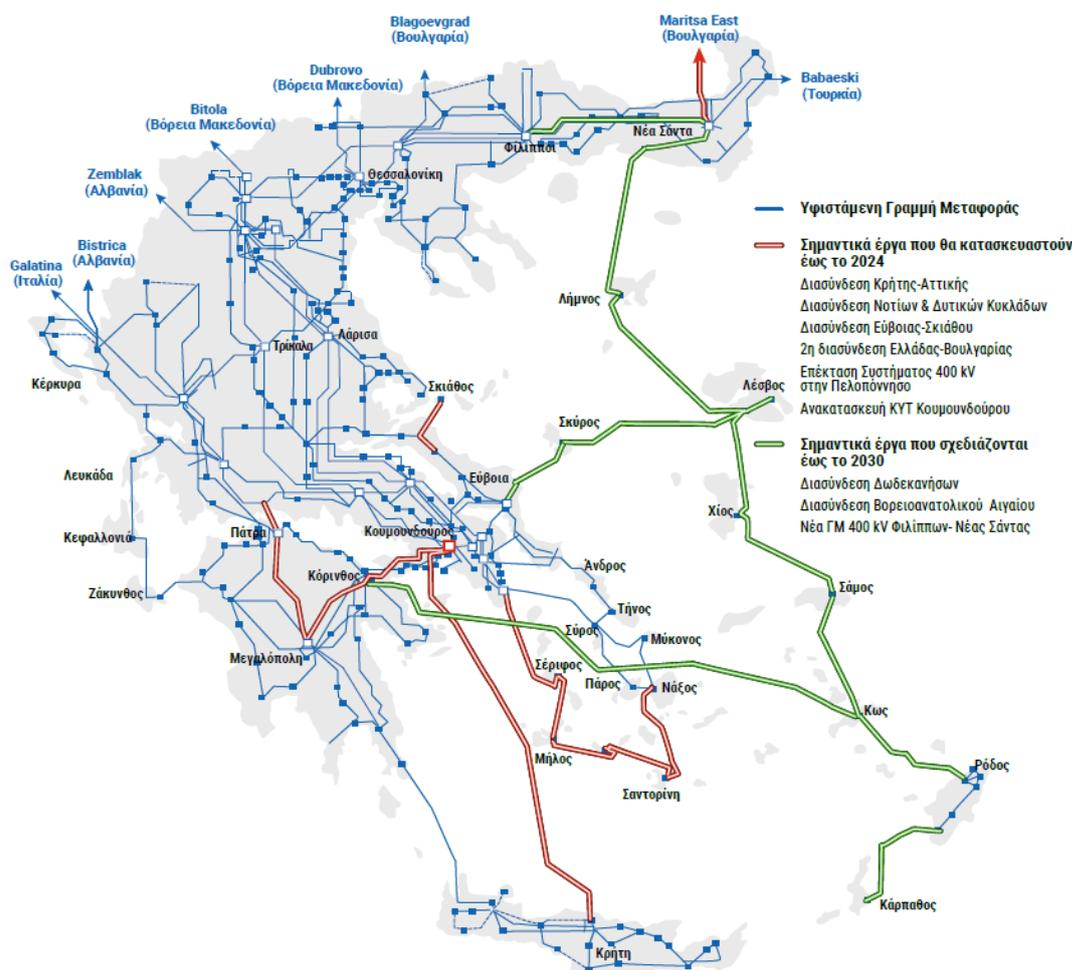 Blagoevgrad
(Βουλγαρία)
Maritsa East
(Βουλγαρία)
Dubrovo
(Βόρεια Μακεδονία)
Babaeski
(Τουρκία)
Bitola
(Βόρεια Μακεδονία)
Νέα Σάντα
Φίλιπποι
Zemblak
(Αλβανία)
Θεσσαλονίκη
Bistrica
(Αλβανία)
Galatina
(Ιταλία)
Υφιστάμενη Γραμμή Μεταφοράς
Σημαντικά έργα που θα κατασκευαστούν
έως το 2024
Διασύνδεση Κρήτης-Αττικής
Διασύνδεση Νοτίων & Δυτικών Κυκλάδων
Διασύνδεση Εύβοιας-Σκιάθου
2η διασύνδεση Ελλάδας-Βουλγαρίας
Επέκταση Συστήματος 400 kV
στην Πελοπόννησο
Ανακατασκευή ΚΥΤ Κουμουνδούρου
Σημαντικά έργα που σχεδιάζονται
έως το 2030
Διασύνδεση Δωδεκανήσων
Διασύνδεση Βορειοανατολικού Αιγαίου
Νέα ΓΜ 400 kV Φιλίππων- Νέας Σάντας
Λήμνος
Λάρισα
Τρίκαλα
Κέρκυρα
Σκιάθος
Λέσβος
Σκύρος
Λευκάδα
Εύβοια
Χίος
Πάτρα
Κουμουνδούρος
Κεφαλλονιά
Κόρινθος
Άνδρος
Ζάκυνθος
Σάμος
Τήνος
Σύρος
Μύκονος
Μεγαλόπολη
Σέριφος
Πάρος
Νάξος
Κως
Μήλος
Ρόδος
Σαντορίνη
Κάρπαθος
Κρήτη